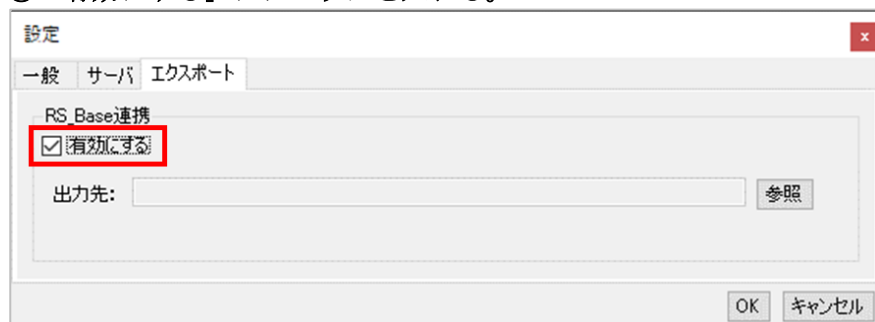 設定
x
一般 サーバ エクスポート
RS_Base連携
有効にする
出力先: 参照
OK キャンセル